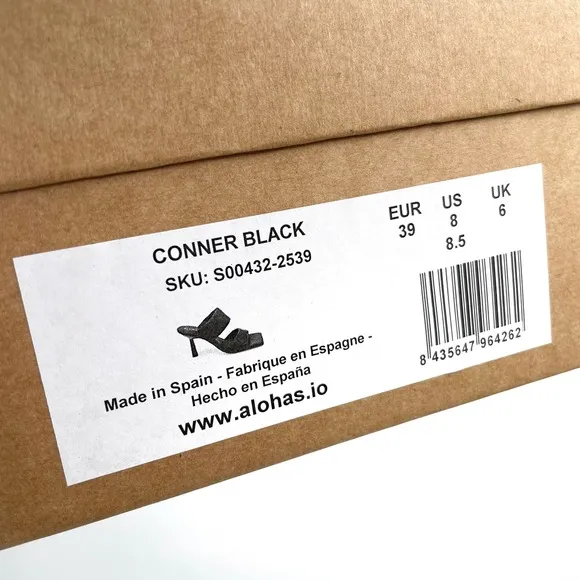 CONNER BLACK
SKU: S00432-2539
Made in Spain - Fabrique en Espagne -
Hecho en España
www.alohas.io
EUR US UK
39 8 6
8.5
8 435647 964262